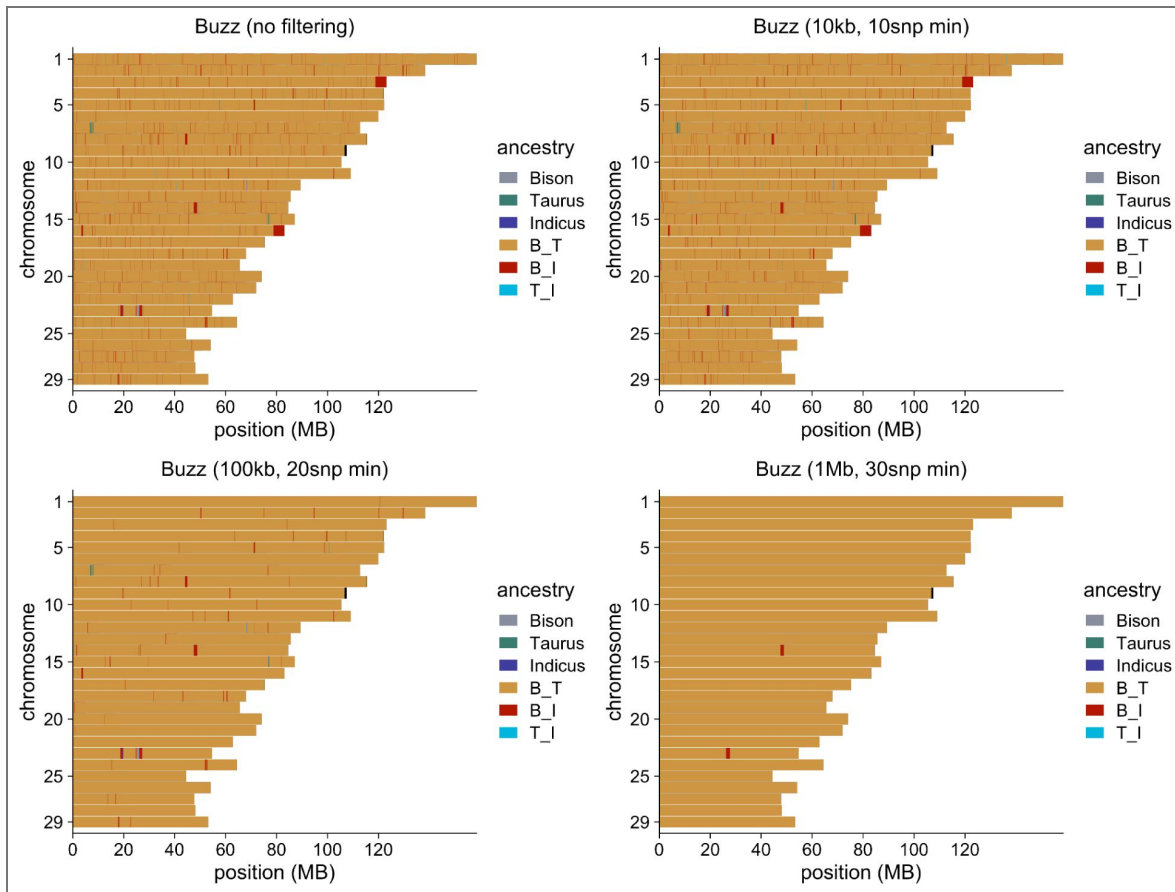 Buzz (no filtering)
1
5
10
15
20
25
29
chromosome
0 20 40 60 80 100 120
position (MB)
ancestry
Bison
Taurus
Indicus
B_T
B_I
T_I
Buzz (10kb, 10snp min)
1
5
10
15
20
25
29
chromosome
0 20 40 60 80 100 120
position (MB)
ancestry
Bison
Taurus
Indicus
B_T
B_I
T_I
Buzz (100kb, 20snp min)
1
5
10
15
20
25
29
chromosome
0 20 40 60 80 100 120
position (MB)
ancestry
Bison
Taurus
Indicus
B_T
B_I
T_I
Buzz (1Mb, 30snp min)
1
5
10
15
20
25
29
chromosome
0 20 40 60 80 100 120
position (MB)
ancestry
Bison
Taurus
Indicus
B_T
B_I
T_I